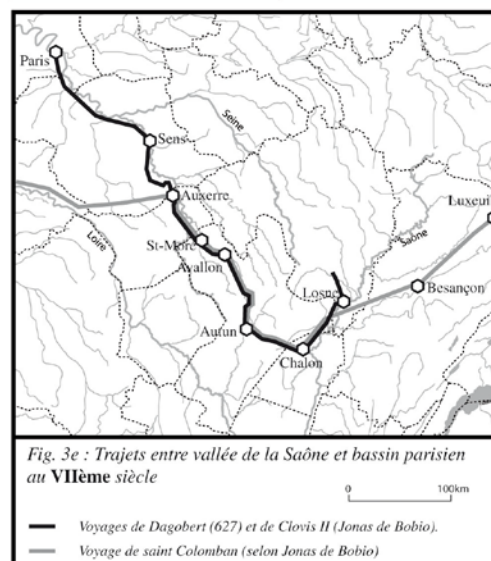 Paris
Seine
Sens
Auxerre
Luxeuil
St-More
Saône
Loire
Avallon
Besançon
Losne
Autun
Chalon
Fig. 3e : Trajets entre vallée de la Saône et bassin parisien
au VIIème siècle
0 100km
Voyages de Dagobert (627) et de Clovis II (Jonas de Bobio).
Voyage de saint Colomban (selon Jonas de Bobio)